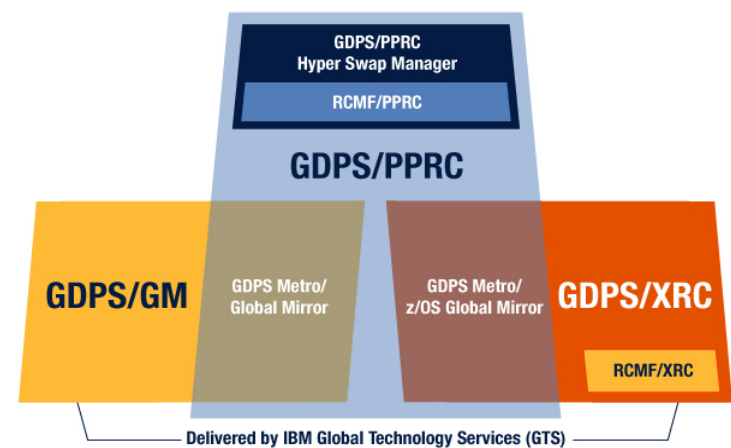 GDPS/PPRC
Hyper Swap Manager
RCMF/PPRC
GDPS/PPRC
GDPS/GM
GDPS Metro/
Global Mirror
GDPS Metro/
z/OS Global Mirror
GDPS/XRC
RCMF/XRC
Delivered by IBM Global Technology Services (GTS)